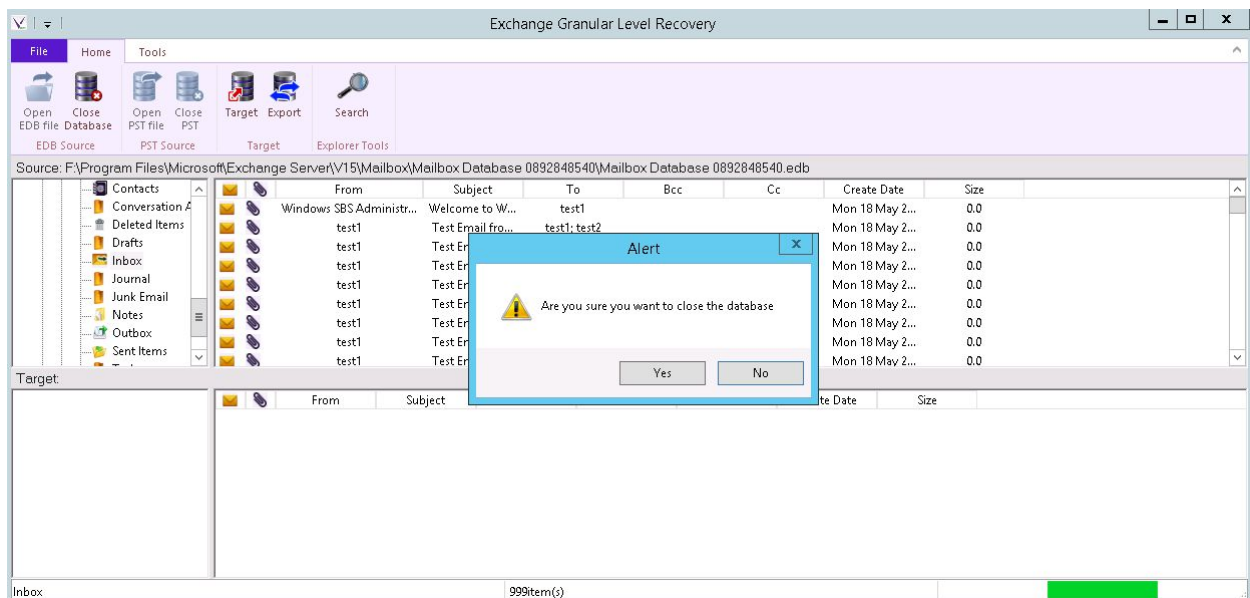 Exchange Granular Level Recovery
File Home Tools
Open EDB file Close Database Open PST file Close PST Target Export Search
EDB Source PST Source Target Explorer Tools
Source: F:\Program Files\Microsoft\Exchange Server\V15\Mailbox\Mailbox Database 0892848540\Mailbox Database 0892848540.edb
Contacts
Conversation A
Deleted Items
Drafts
Inbox
Journal
Junk Email
Notes
Outbox
Sent Items
From Subject To Bcc Cc Create Date Size
Windows SBS Administr... Welcome to W... test1 Mon 18 May 2... 0.0
test1 Test Email fro... test1; test2 Mon 18 May 2... 0.0
test1 Test Er Mon 18 May 2... 0.0
test1 Test Er Mon 18 May 2... 0.0
test1 Test Er Mon 18 May 2... 0.0
test1 Test Er Mon 18 May 2... 0.0
test1 Test Er Mon 18 May 2... 0.0
test1 Test Er Mon 18 May 2... 0.0
test1 Test Er Mon 18 May 2... 0.0
Alert
Are you sure you want to close the database
Yes No
Target:
From Subject te Date Size
Inbox 999item(s)